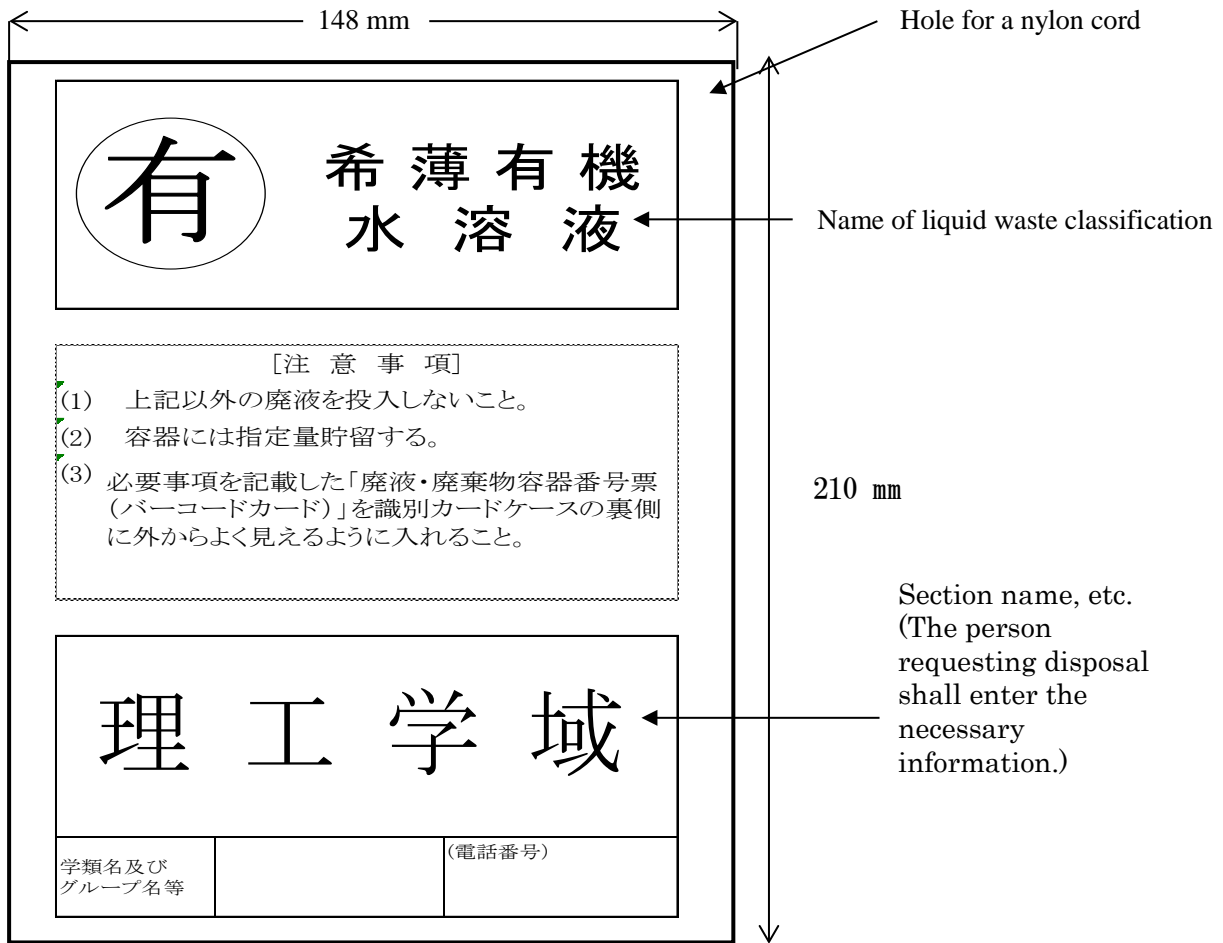 148 mm
Hole for a nylon cord
有
希薄有機
水溶液
Name of liquid waste classification
[注 意 事 項]
(1) 上記以外の廃液を投入しないこと。
(2) 容器には指定量貯留する。
(3) 必要事項を記載した「廃液・廃棄物容器番号票
(バーコードカード)」を識別カードケースの裏側
に外からよく見えるように入れること。
210 mm
理工学域
Section name, etc.
(The person
requesting disposal
shall enter the
necessary
information.)
学類名及び
グループ名等
(電話番号)